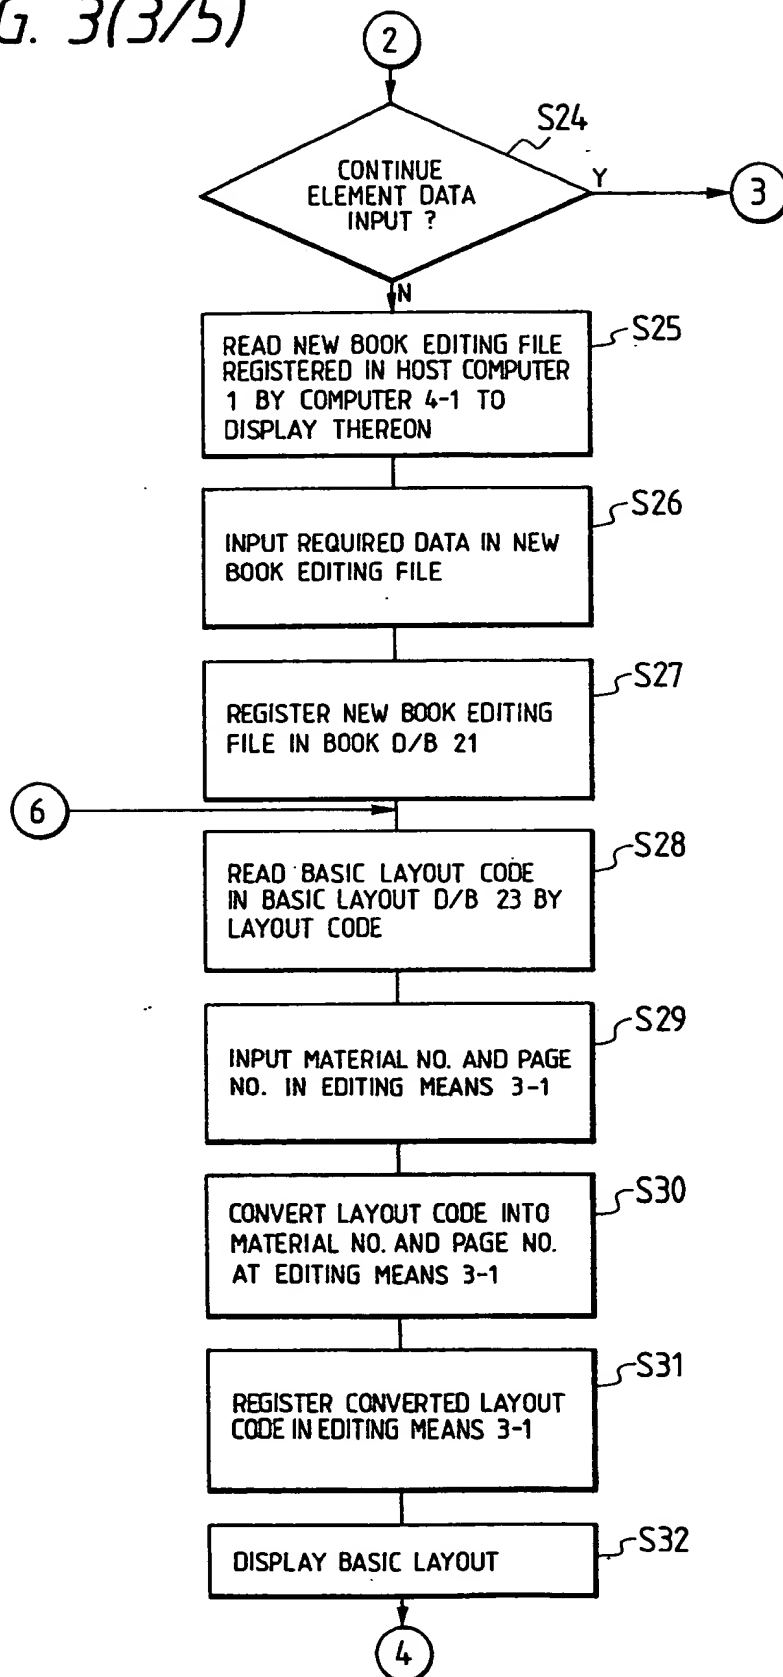 G. 3(3/5)
2
S24
CONTINUE
ELEMENT DATA
INPUT ?
Y
3
N
S25
READ NEW BOOK EDITING FILE
REGISTERED IN HOST COMPUTER
1 BY COMPUTER 4-1 TO
DISPLAY THEREON
S26
INPUT REQUIRED DATA IN NEW
BOOK EDITING FILE
S27
REGISTER NEW BOOK EDITING
FILE IN BOOK D/B 21
6
S28
READ BASIC LAYOUT CODE
IN BASIC LAYOUT D/B 23 BY
LAYOUT CODE
S29
INPUT MATERIAL NO. AND PAGE
NO. IN EDITING MEANS 3-1
S30
CONVERT LAYOUT CODE INTO
MATERIAL NO. AND PAGE NO.
AT EDITING MEANS 3-1
S31
REGISTER CONVERTED LAYOUT
CODE IN EDITING MEANS 3-1
S32
DISPLAY BASIC LAYOUT
4